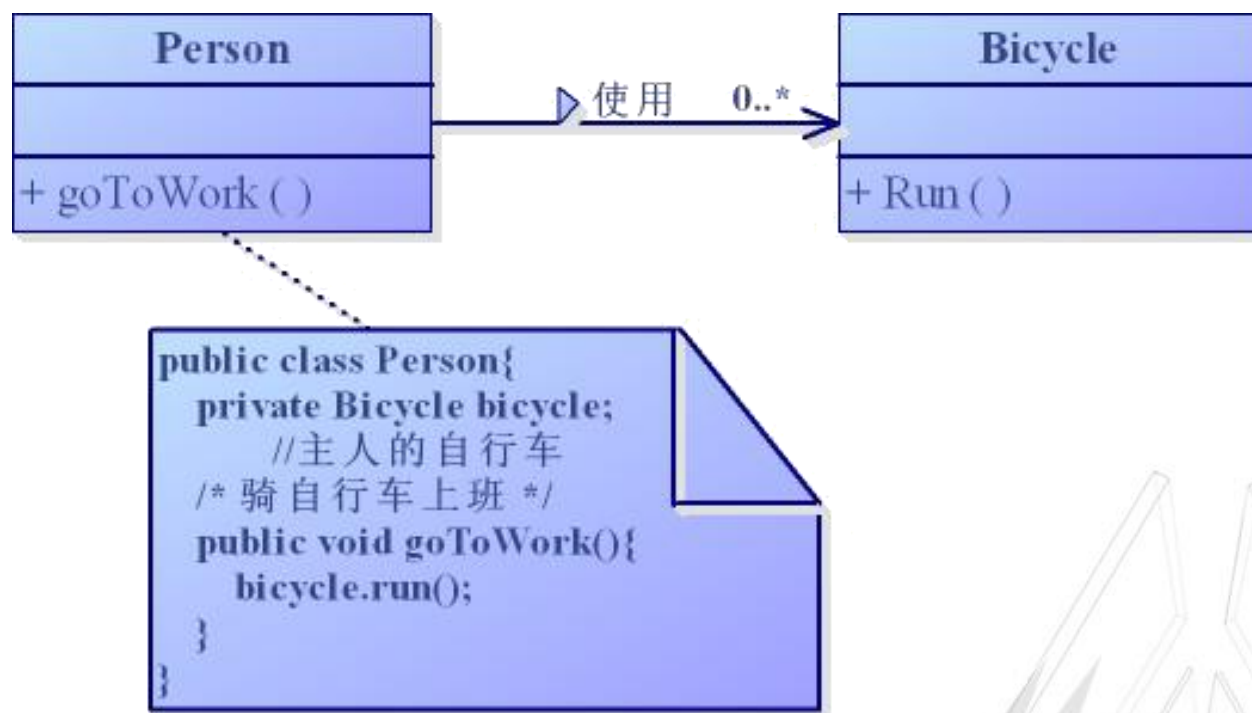 Person
Bicycle
使用 0..*
+ goToWork ( )
+ Run ( )
public class Person{
private Bicycle bicycle;
//主人的自行车
/* 骑自行车上班 */
public void goToWork(){
bicycle.run();
}
}